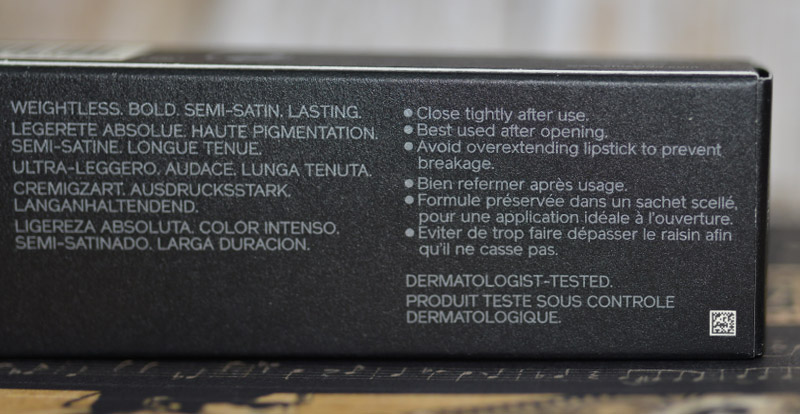 WEIGHTLESS. BOLD. SEMI-SATIN. LASTING.
LÉGERETE ABSOLUE. HAUTE PIGMENTATION.
SEMI-SATINE. LONGUE TENUE.
ULTRA-LEGGERO. AUDACE. LUNGA TENUTA.
CREMIGZART. AUSDRUCKSSTARK.
LANGANHALTENDEND.
LIGEREZA ABSOLUTA. COLOR INTENSO.
SEMI-SATINADO. LARGA DURACION.
• Close tightly after use.
• Best used after opening.
• Avoid overextending lipstick to prevent
breakage.
• Bien refermer après usage.
• Formule préservée dans un sachet scellé,
pour une application idéale à l'ouverture.
• Eviter de trop faire dépasser le raisin afin
qu'il ne casse pas.
DERMATOLOGIST-TESTED.
PRODUIT TESTE SOUS CONTROLE
DERMATOLOGIQUE.